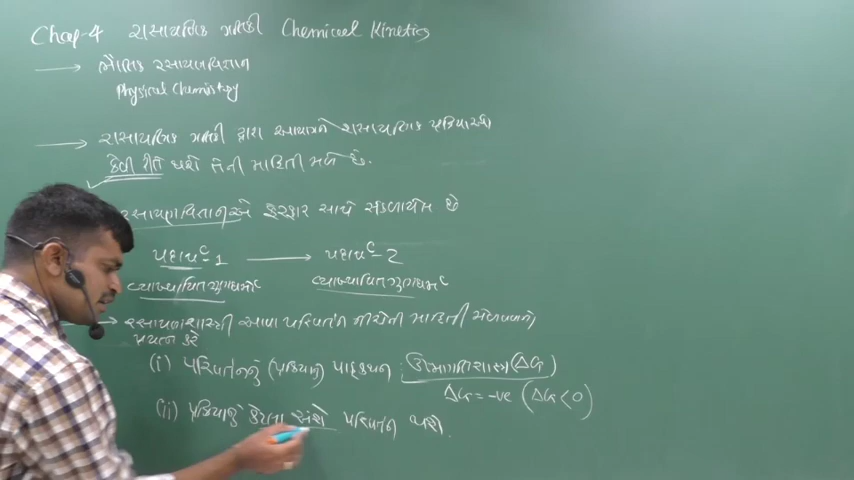 Chap-4 રાસાયણિક ગતિકી Chemical Kinetics
→ ભૌતિક રસાયણવિજ્ઞાન
Physical Chemistry
→ રાસાયણિક ગતિકી દ્વારા આપણને રાસાયણિક પ્રક્રિયાઓ
કેવી રીતે થશે તેની માહિતી મળે છે.
રસાયણવિજ્ઞાન એ ફેરફાર સાથે સંકળાયેલ છે
પદાર્થ-1 → પદાર્થ-2
વ્યાખ્યાયિત ગુણધર્મો વ્યાખ્યાયિત ગુણધર્મ
→ રસાયણશાસ્ત્રી આવા પરિવર્તન નીચેની માહિતી મેળવવાનો
પ્રયત્ન કરે
(i) પરિવર્તનનું (પ્રક્રિયાનું) પ્રાક્કથન ઉષ્માગતિશાસ્ત્ર (ΔG)
ΔG = -ve (ΔG < 0)
(ii) પ્રક્રિયાનું કેટલા અંશે પરિવર્તન થશે.